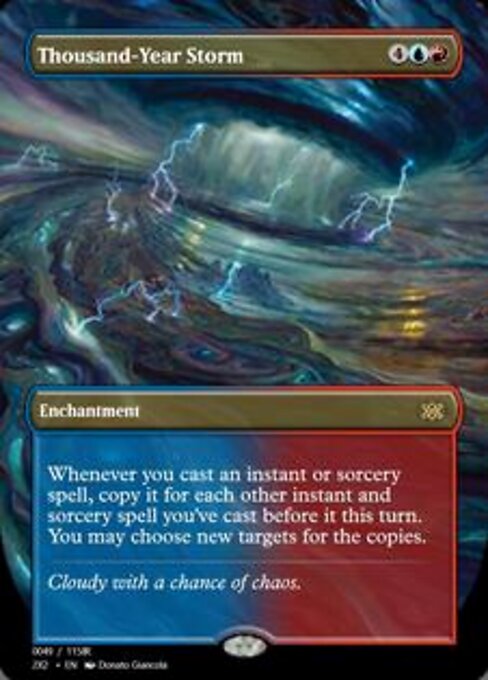 Thousand-Year Storm 4
Enchantment
Whenever you cast an instant or sorcery
spell, copy it for each other instant and
sorcery spell you've cast before it this turn.
You may choose new targets for the copies.
Cloudy with a chance of chaos.
0049 / 1158R
2X2 • EN Donato Giancola